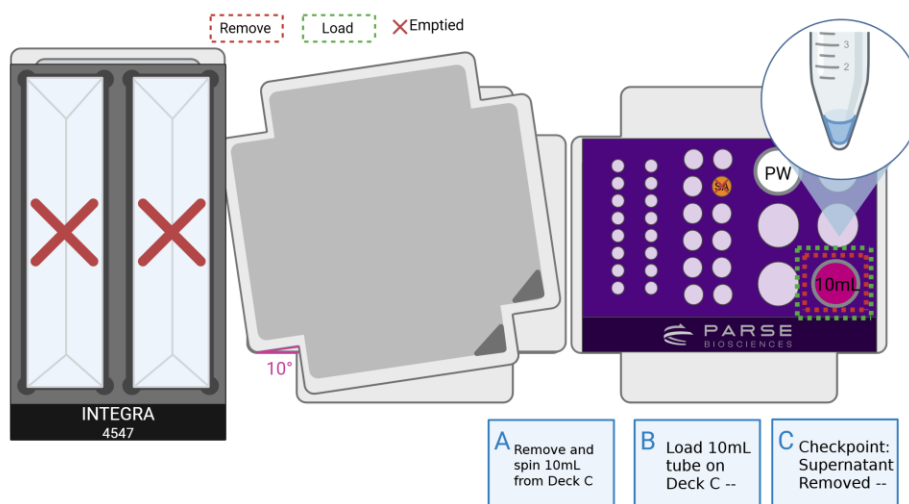 Remove
Load
Emptied
3
2
PW
SA
10mL
PARSE
BIOSCIENCES
10°
INTEGRA
4547
A
Remove and
spin 10mL
from Deck C
B
Load 10mL
tube on
Deck C --
C
Checkpoint:
Supernatant
Removed --